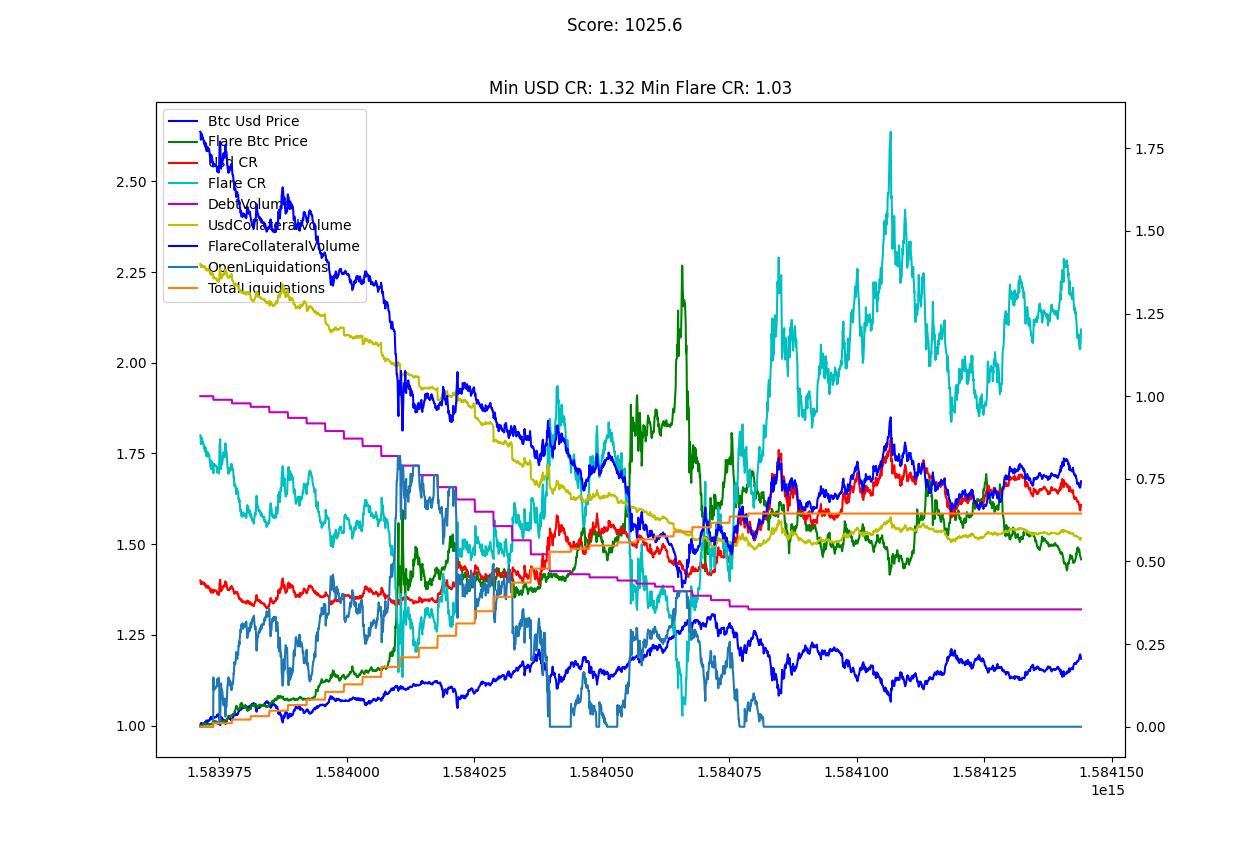 Score: 1025.6
Min USD CR: 1.32 Min Flare CR: 1.03
Btc Usd Price
Flare Btc Price
Usd CR
Flare CR
DebtVolume
UsdCollateralVolume
FlareCollateralVolume
OpenLiquidations
TotalLiquidations
2.50
2.25
2.00
1.75
1.50
1.25
1.00
1.75
1.50
1.25
1.00
0.75
0.50
0.25
0.00
1.583975 1.584000 1.584025 1.584050 1.584075 1.584100 1.584125 1.584150
1e15